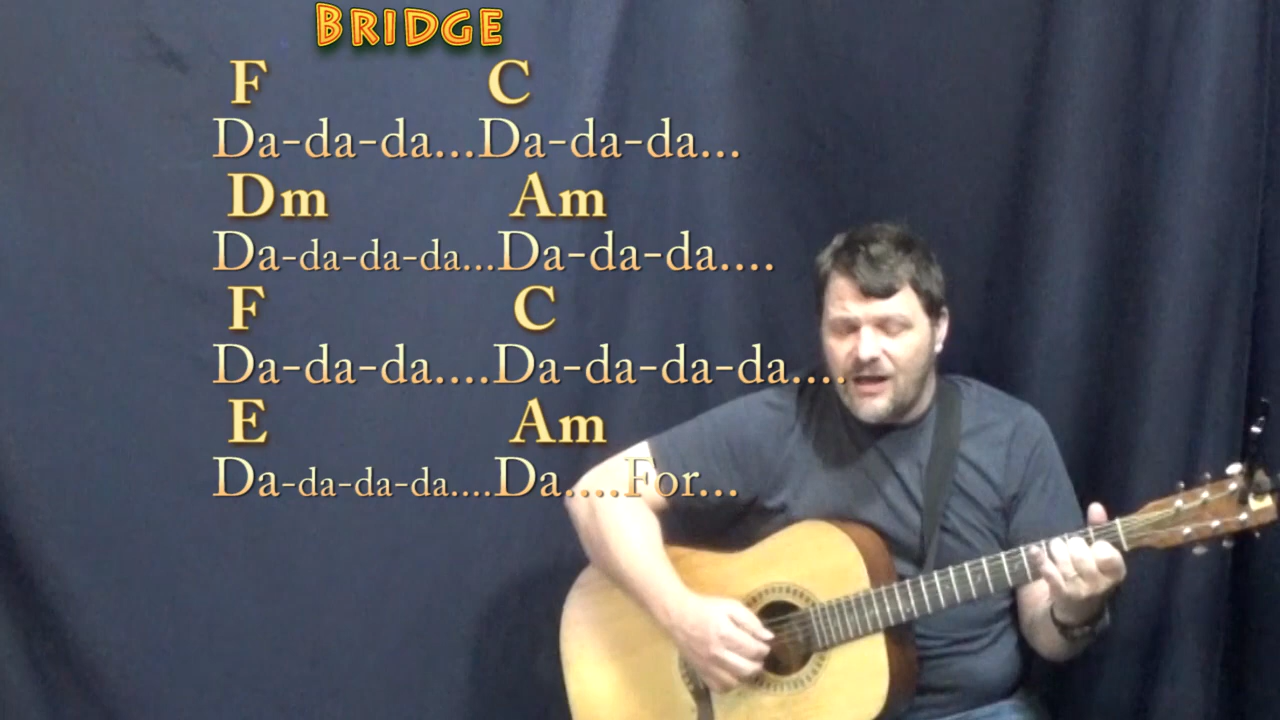 BRIDGE
F C
Da-da-da...Da-da-da...
Dm Am
Da-da-da-da...Da-da-da....
F C
Da-da-da....Da-da-da-da....
E Am
Da-da-da-da....Da....For...